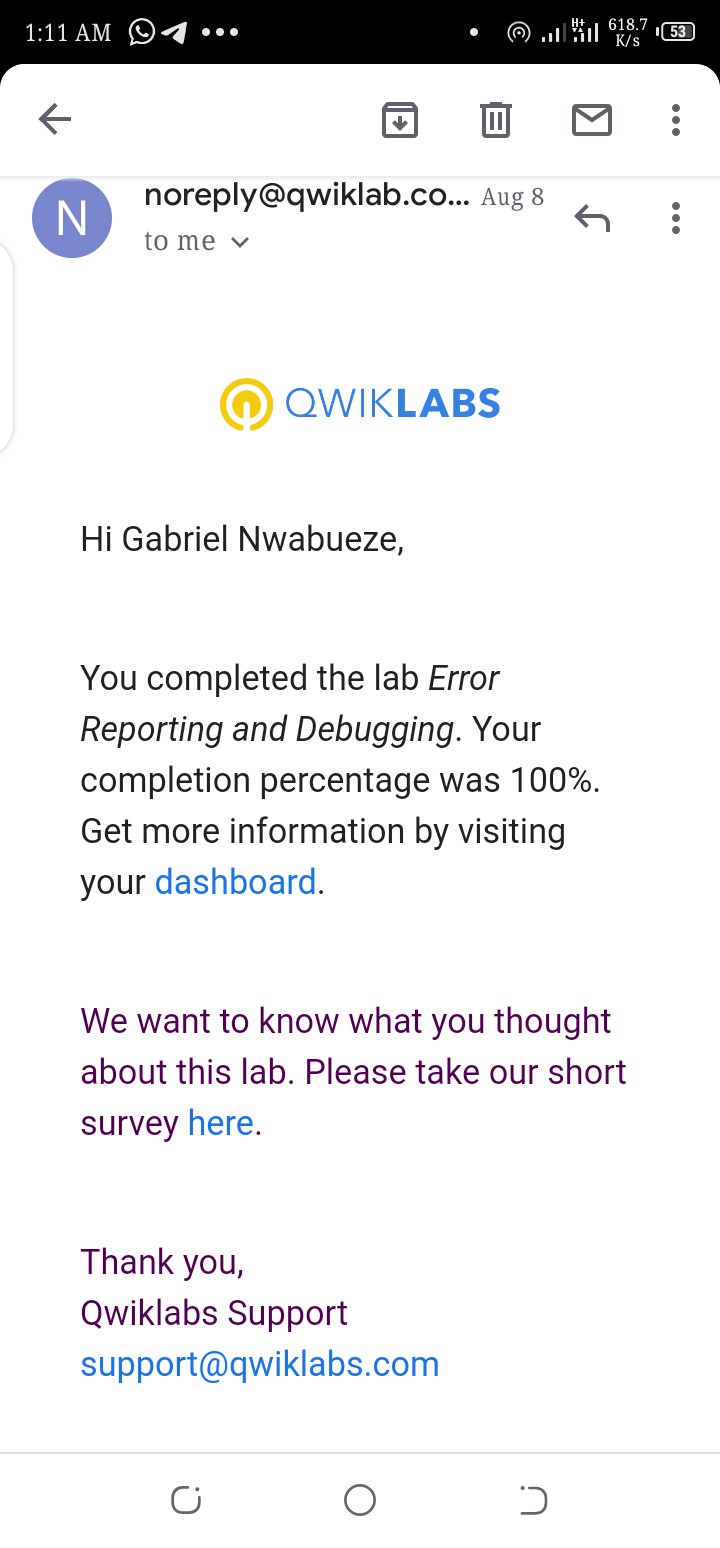 1:11 AM
H+
618.7
K/s
53
N
noreply@qwiklab.co... Aug 8
to me
QWIKLABS
Hi Gabriel Nwabueze,
You completed the lab Error
Reporting and Debugging. Your
completion percentage was 100%.
Get more information by visiting
your dashboard.
We want to know what you thought
about this lab. Please take our short
survey here.
Thank you,
Qwiklabs Support
support@qwiklabs.com